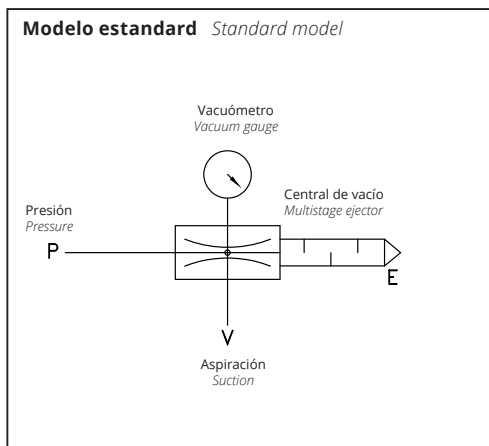 Modelo estandard Standard model
Vacuómetro
Vacuum gauge
Central de vacío
Multistage ejector
Presión
Pressure
P
E
V
Aspiración
Suction